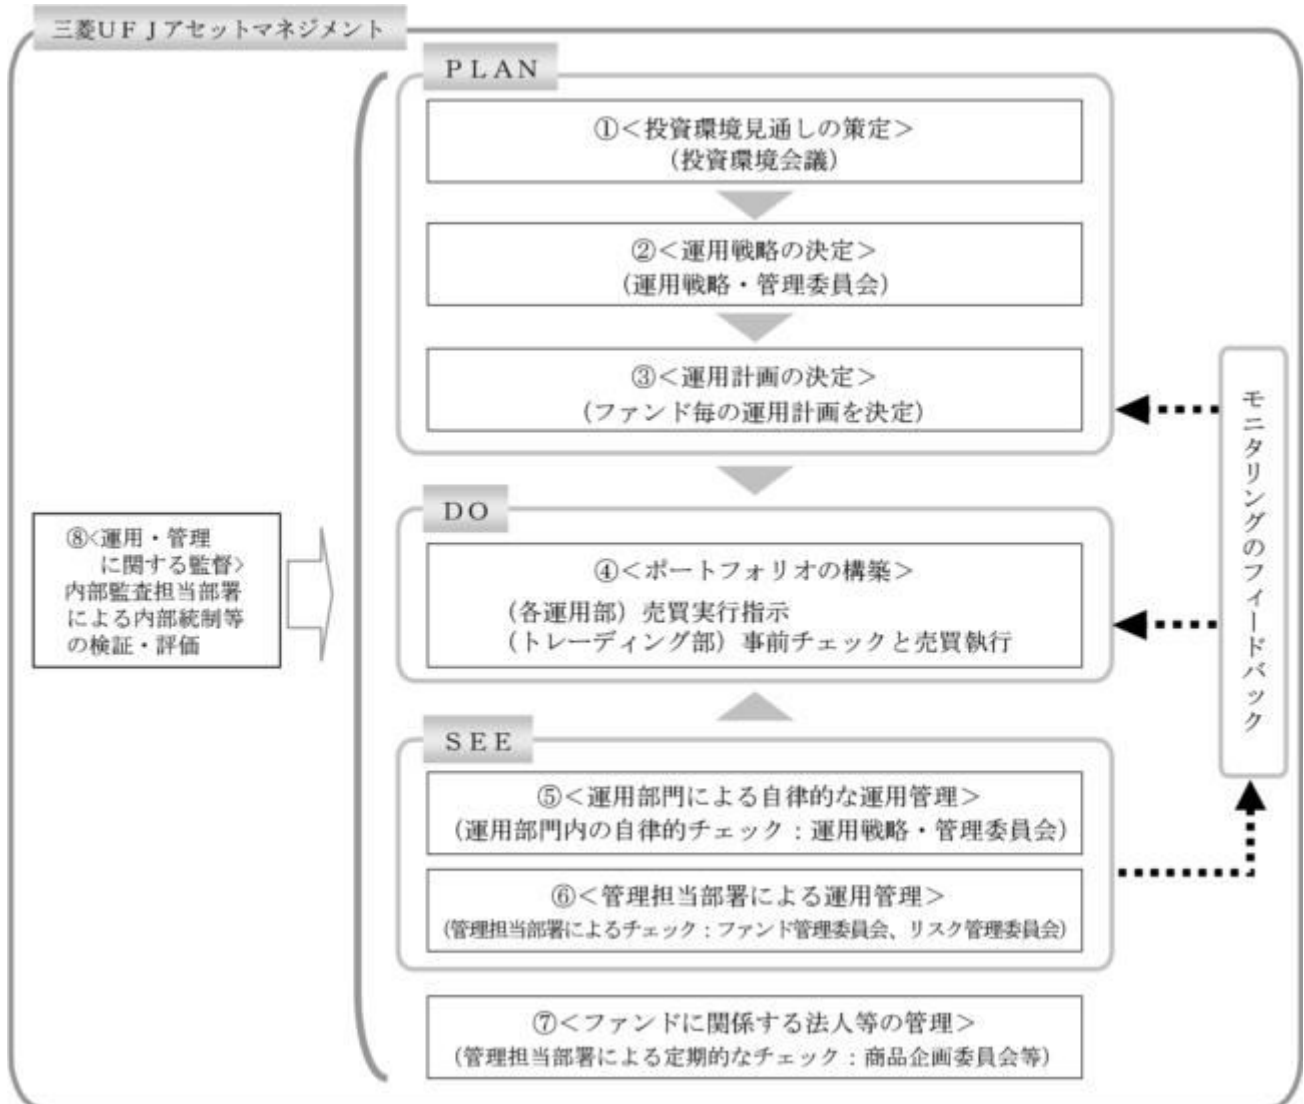 三菱UFJアセットマネジメント
PLAN
①<投資環境見通しの策定>
(投資環境会議)
②<運用戦略の決定>
(運用戦略・管理委員会)
③<運用計画の決定>
(ファンド毎の運用計画を決定)
DO
④<ポートフォリオの構築>
(各運用部)売買実行指示
(トレーディング部)事前チェックと売買執行
SEE
⑤<運用部門による自律的な運用管理>
(運用部門内の自律的チェック:運用戦略・管理委員会)
⑥<管理担当部署による運用管理>
(管理担当部署によるチェック:ファンド管理委員会、リスク管理委員会)
⑦<ファンドに関係する法人等の管理>
(管理担当部署による定期的なチェック:商品企画委員会等)
⑧<運用・管理
に関する監督>
内部監査担当部署
による内部統制等
の検証・評価
モニタリングのフィードバック